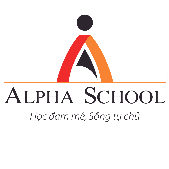 ALPHA SCHOOL
Học đam mê, Sống tự chủ